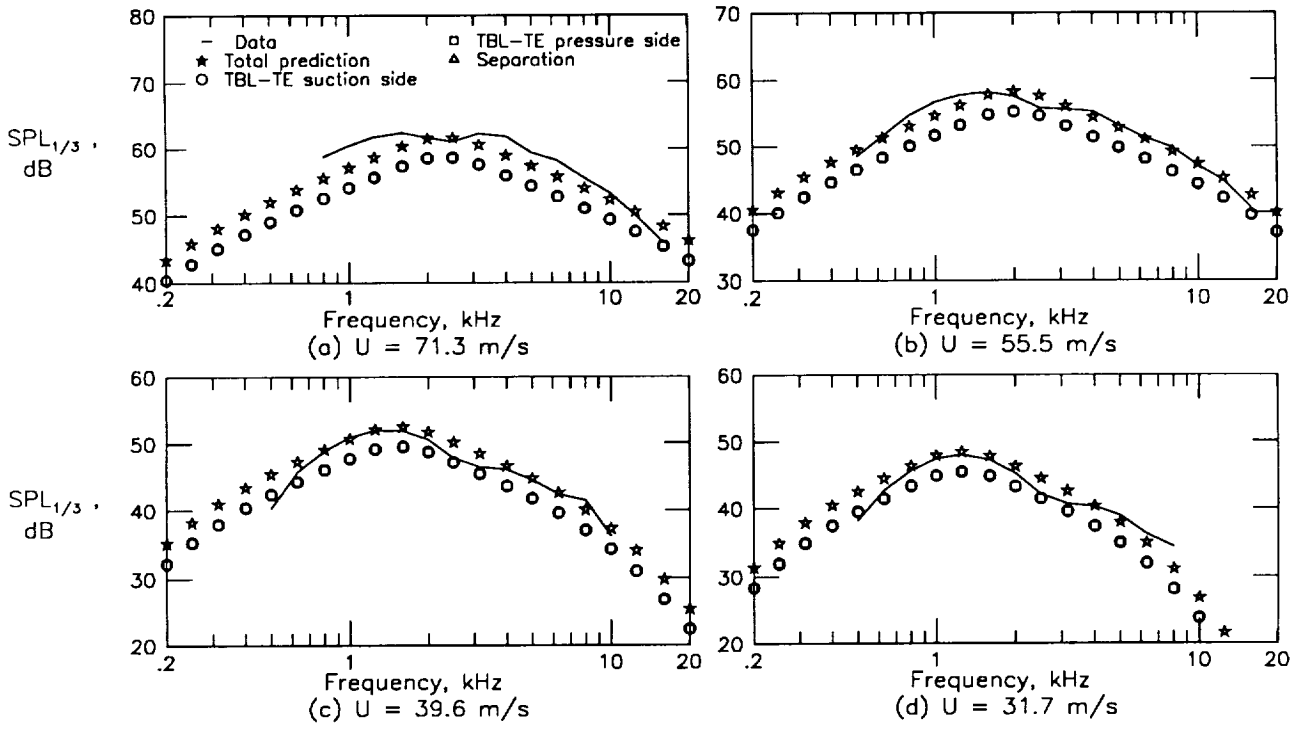 80
70
60
50
40
SPL1/3 ,
dB
— Data
★ Total prediction
○ TBL–TE suction side
□ TBL–TE pressure side
△ Separation
.2
1
10
20
Frequency, kHz
(a) U = 71.3 m/s
70
60
50
40
30
.2
1
10
20
Frequency, kHz
(b) U = 55.5 m/s
60
50
40
30
20
SPL1/3 ,
dB
.2
1
10
20
Frequency, kHz
(c) U = 39.6 m/s
60
50
40
30
20
.2
1
10
20
Frequency, kHz
(d) U = 31.7 m/s